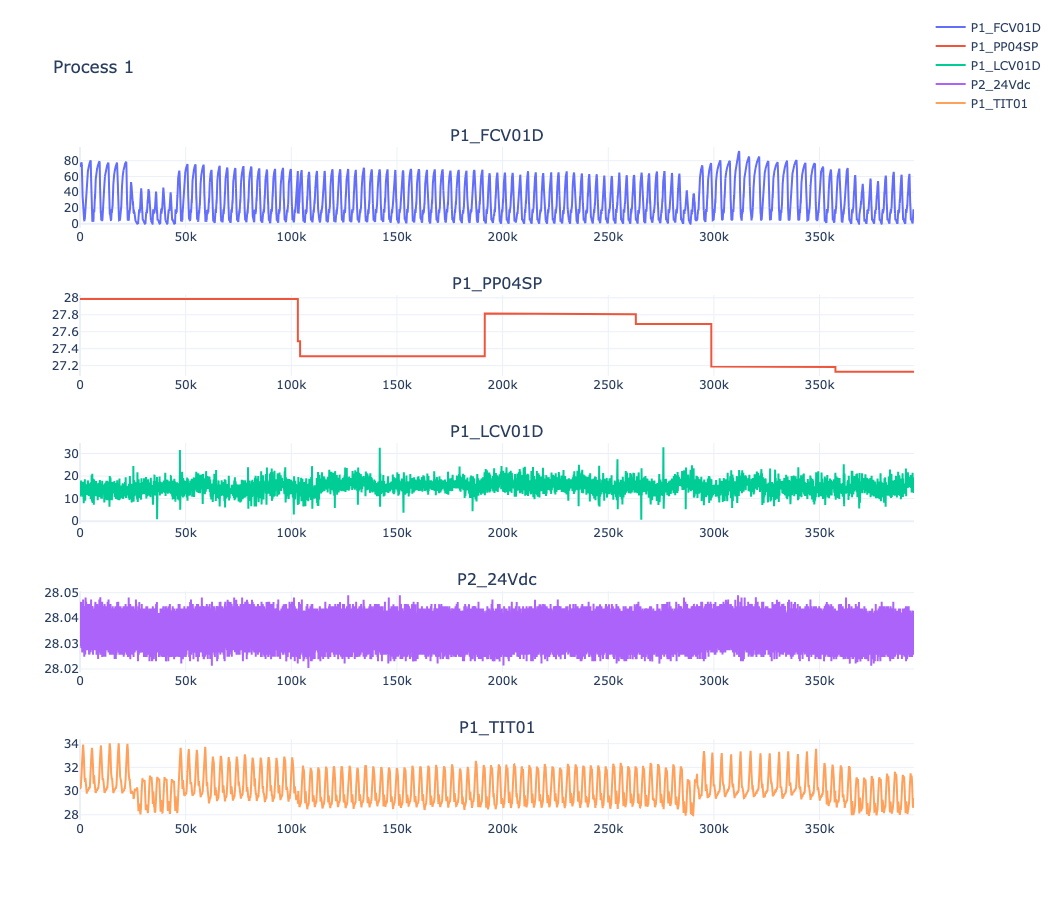 P1_FCV01D
P1_PP04SP
P1_LCV01D
P2_24Vdc
P1_TIT01
Process 1
P1_FCV01D
80
60
40
20
0
0 50k 100k 150k 200k 250k 300k 350k
P1_PP04SP
28
27.8
27.6
27.4
27.2
0 50k 100k 150k 200k 250k 300k 350k
P1_LCV01D
30
20
10
0
0 50k 100k 150k 200k 250k 300k 350k
P2_24Vdc
28.05
28.04
28.03
28.02
0 50k 100k 150k 200k 250k 300k 350k
P1_TIT01
34
32
30
28
0 50k 100k 150k 200k 250k 300k 350k